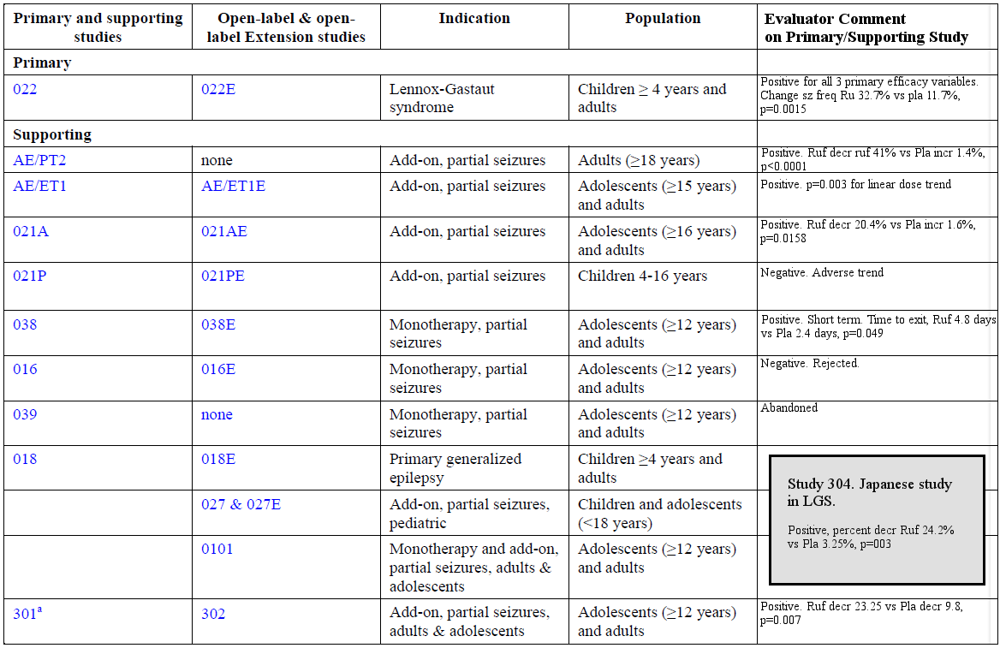 Primary and supporting studies | Open-label & open-label Extension studies | Indication | Population | Evaluator Comment on Primary/Supporting Study
Primary
022 | 022E | Lennox-Gastaut syndrome | Children ≥ 4 years and adults | Positive for all 3 primary efficacy variables. Change sz freq Ru 32.7% vs pla 11.7%, p=0.0015
Supporting
AE/PT2 | none | Add-on, partial seizures | Adults (≥18 years) | Positive. Ruf decr ruf 41% vs Pla incr 1.4%, p<0.0001
AE/ET1 | AE/ET1E | Add-on, partial seizures | Adolescents (≥15 years) and adults | Positive. p=0.003 for linear dose trend
021A | 021AE | Add-on, partial seizures | Adolescents (≥16 years) and adults | Positive. Ruf decr 20.4% vs Pla incr 1.6%, p=0.0158
021P | 021PE | Add-on, partial seizures | Children 4-16 years | Negative. Adverse trend
038 | 038E | Monotherapy, partial seizures | Adolescents (≥12 years) and adults | Positive. Short term. Time to exit, Ruf 4.8 days vs Pla 2.4 days, p=0.049
016 | 016E | Monotherapy, partial seizures | Adolescents (≥12 years) and adults | Negative. Rejected.
039 | none | Monotherapy, partial seizures | Adolescents (≥12 years) and adults | Abandoned
018 | 018E | Primary generalized epilepsy | Children ≥4 years and adults
027 & 027E | Add-on, partial seizures, pediatric | Children and adolescents (<18 years)
0101 | Monotherapy and add-on, partial seizures, adults & adolescents | Adolescents (≥12 years) and adults
Study 304. Japanese study
in LGS.
Positive, percent decr Ruf 24.2%
vs Pla 3.25%, p=003
301a | 302 | Add-on, partial seizures, adults & adolescents | Adolescents (≥12 years) and adults | Positive. Ruf decr 23.25 vs Pla decr 9.8, p=0.007